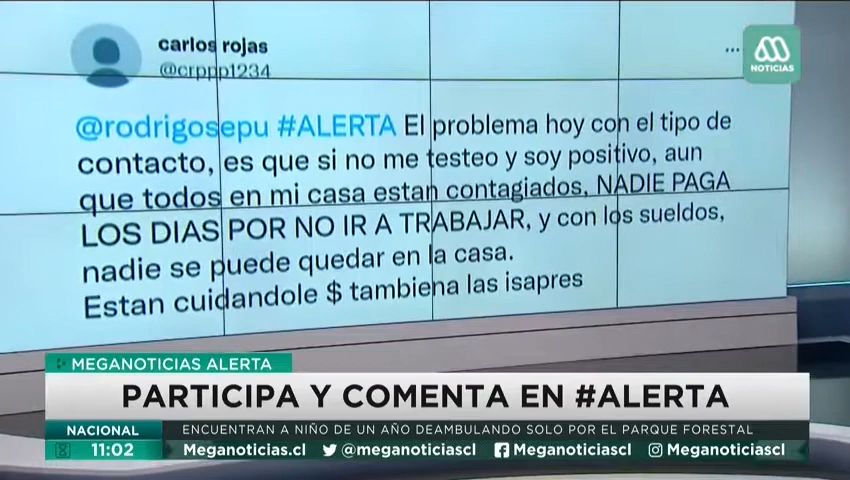 carlos rojas
@crppp1234
...
NOTICIAS
@rodrigosepu #ALERTA El problema hoy con el tipo de
contacto, es que si no me testeo y soy positivo, aun
que todos en mi casa estan contagiados, NADIE PAGA
LOS DIAS POR NO IR A TRABAJAR, y con los sueldos,
nadie se puede quedar en la casa.
Estan cuidandole $ tambiena las isapres
MEGANOTICIAS ALERTA
PARTICIPA Y COMENTA EN #ALERTA
NACIONAL
ENCUENTRAN A NIÑO DE UN AÑO DEAMBULANDO SOLO POR EL PARQUE FORESTAL
11:02
Meganoticias.cl @meganoticiascl Meganoticiascl Meganoticiascl